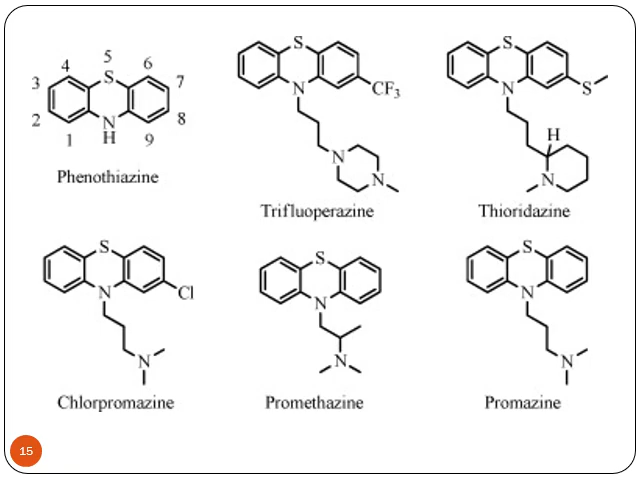 5
4 S 6
3 7
2 8
1 N 9
H
Phenothiazine
S
N CF3
N
N
Trifluoperazine
S
N S
H
N
Thioridazine
S
N Cl
N
Chlorpromazine
S
N
N
Promethazine
S
N
N
Promazine
15